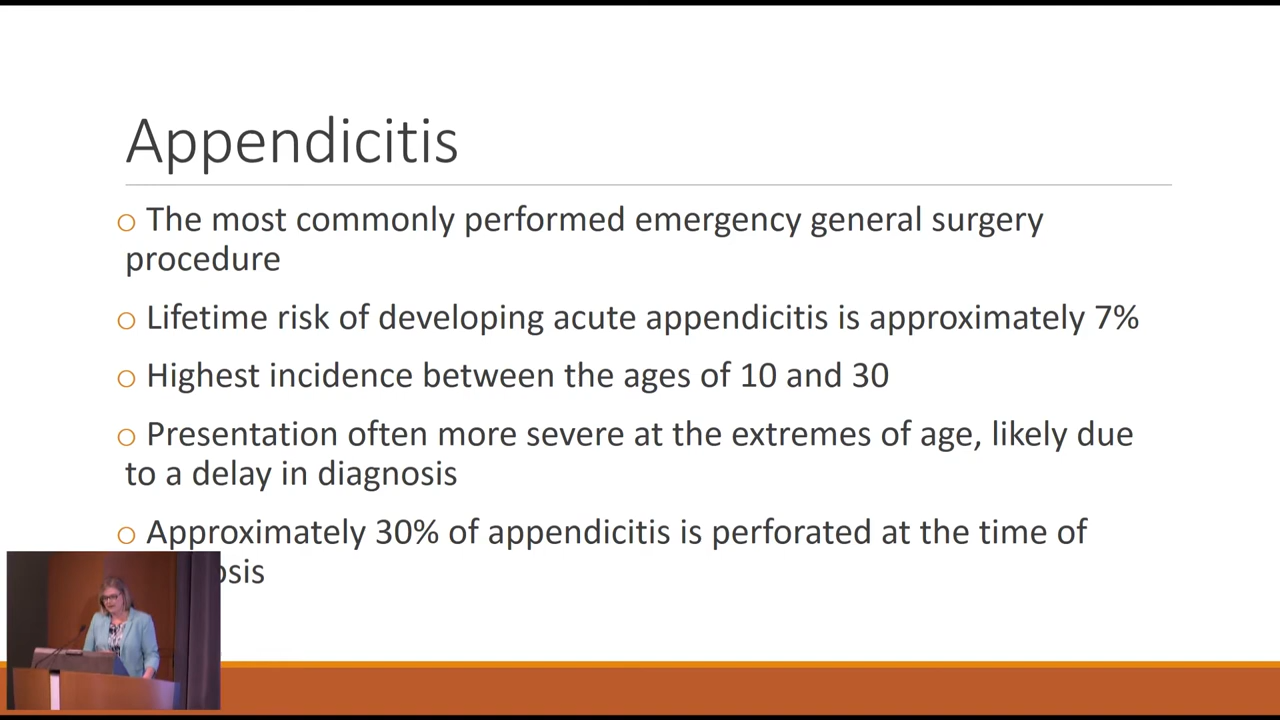 Appendicitis
o The most commonly performed emergency general surgery
procedure
o Lifetime risk of developing acute appendicitis is approximately 7%
o Highest incidence between the ages of 10 and 30
o Presentation often more severe at the extremes of age, likely due
to a delay in diagnosis
o Approximately 30% of appendicitis is perforated at the time of
osis